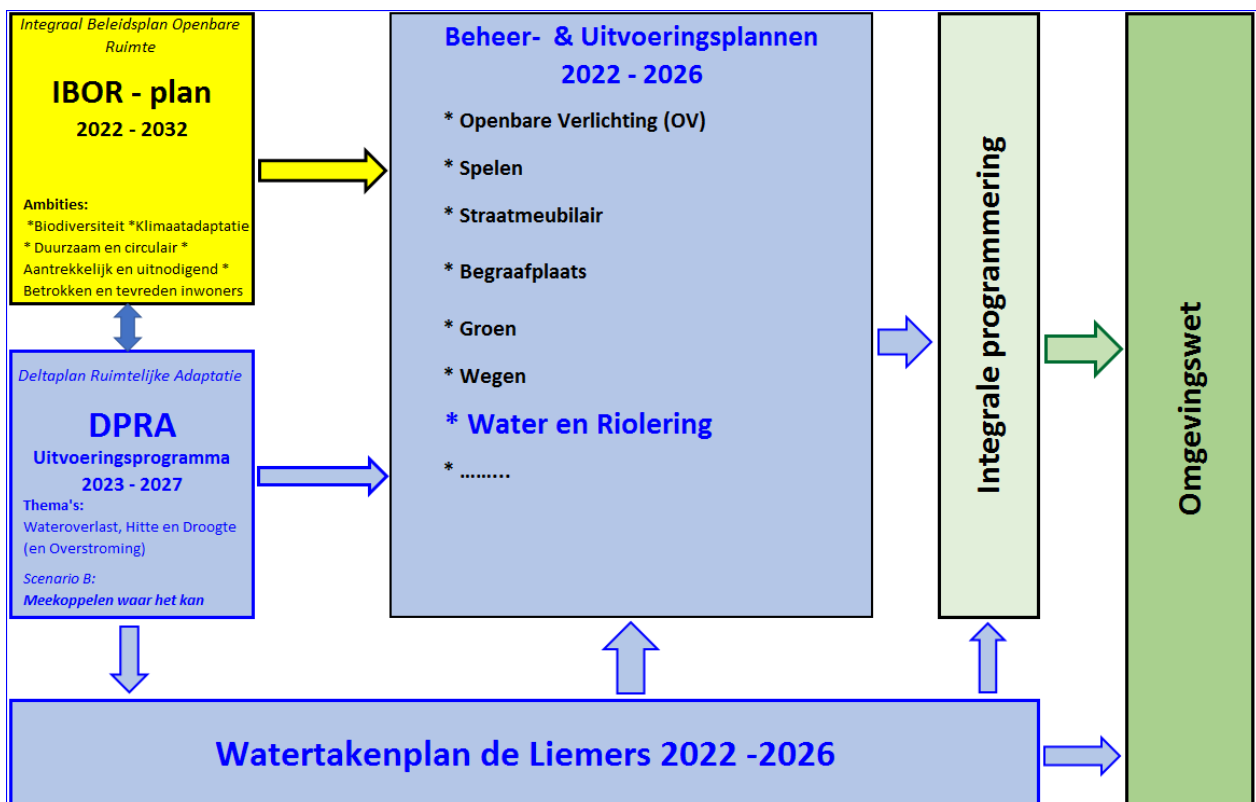 Integraal Beleidsplan Openbare
Ruimte
IBOR - plan
2022 - 2032
Ambities:
*Biodiversiteit *Klimaatadaptatie
* Duurzaam en circulair *
Aantrekkelijk en uitnodigend *
Betrokken en tevreden inwoners
Deltaplan Ruimtelijke Adaptatie
DPRA
Uitvoeringsprogramma
2023 - 2027
Thema's:
Wateroverlast, Hitte en Droogte
(en Overstroming)
Scenario B:
Meekoppelen waar het kan
Beheer- & Uitvoeringsplannen
2022 - 2026
* Openbare Verlichting (OV)
* Spelen
* Straatmeubilair
* Begraafplaats
* Groen
* Wegen
* Water en Riolering
* ……...
Integrale programmering
Omgevingswet
Watertakenplan de Liemers 2022 -2026